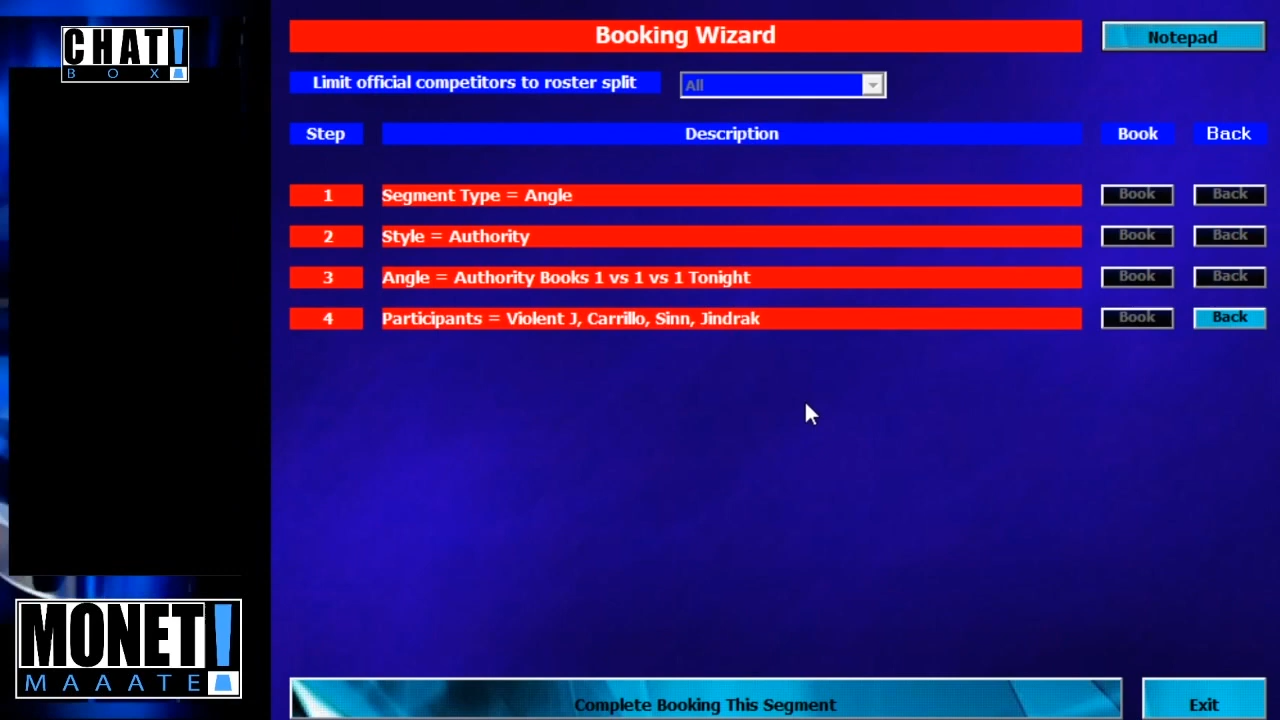 CHAT!
BOX
Booking Wizard
Notepad
Limit official competitors to roster split
All
Step
Description
Book
Back
1
Segment Type = Angle
Book
Back
2
Style = Authority
Book
Back
3
Angle = Authority Books 1 vs 1 vs 1 Tonight
Book
Back
4
Participants = Violent J, Carrillo, Sinn, Jindrak
Book
Back
MONET!
MAAATE
Complete Booking This Segment
Exit